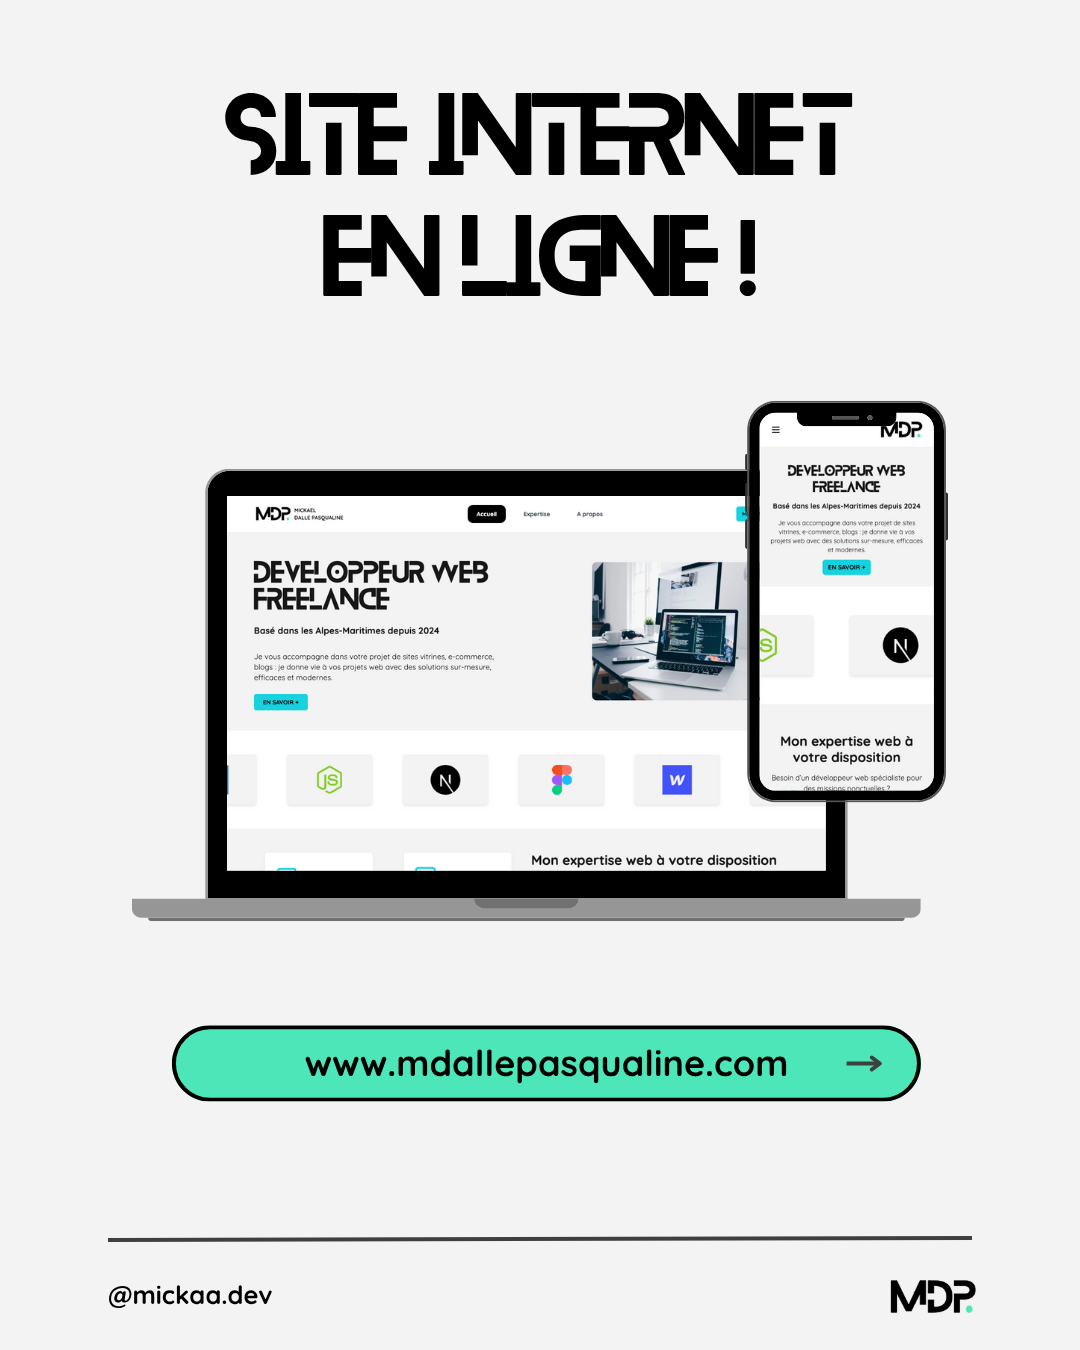 SITE INTERNET
EN LIGNE !
MDP.
MICKAEL
DALLE PASQUALINE
Accueil
Expertise
A propos
DEVELOPPEUR WEB
FREELANCE
Basé dans les Alpes-Maritimes depuis 2024
Je vous accompagne dans votre projet de sites vitrines, e-commerce,
blogs : je donne vie à vos projets web avec des solutions sur-mesure,
efficaces et modernes.
EN SAVOIR +
JS
N
W
Mon expertise web à votre disposition
MDP.
DEVELOPPEUR WEB
FREELANCE
Basé dans les Alpes-Maritimes depuis 2024
Je vous accompagne dans votre projet de sites
vitrines, e-commerce, blogs : je donne vie à vos
projets web avec des solutions sur-mesure, efficaces
et modernes.
EN SAVOIR +
S
N
Mon expertise web à
votre disposition
Besoin d'un développeur web spécialiste pour
des missions ponctuelles ?
www.mdallepasqualine.com
@mickaa.dev
MDP.